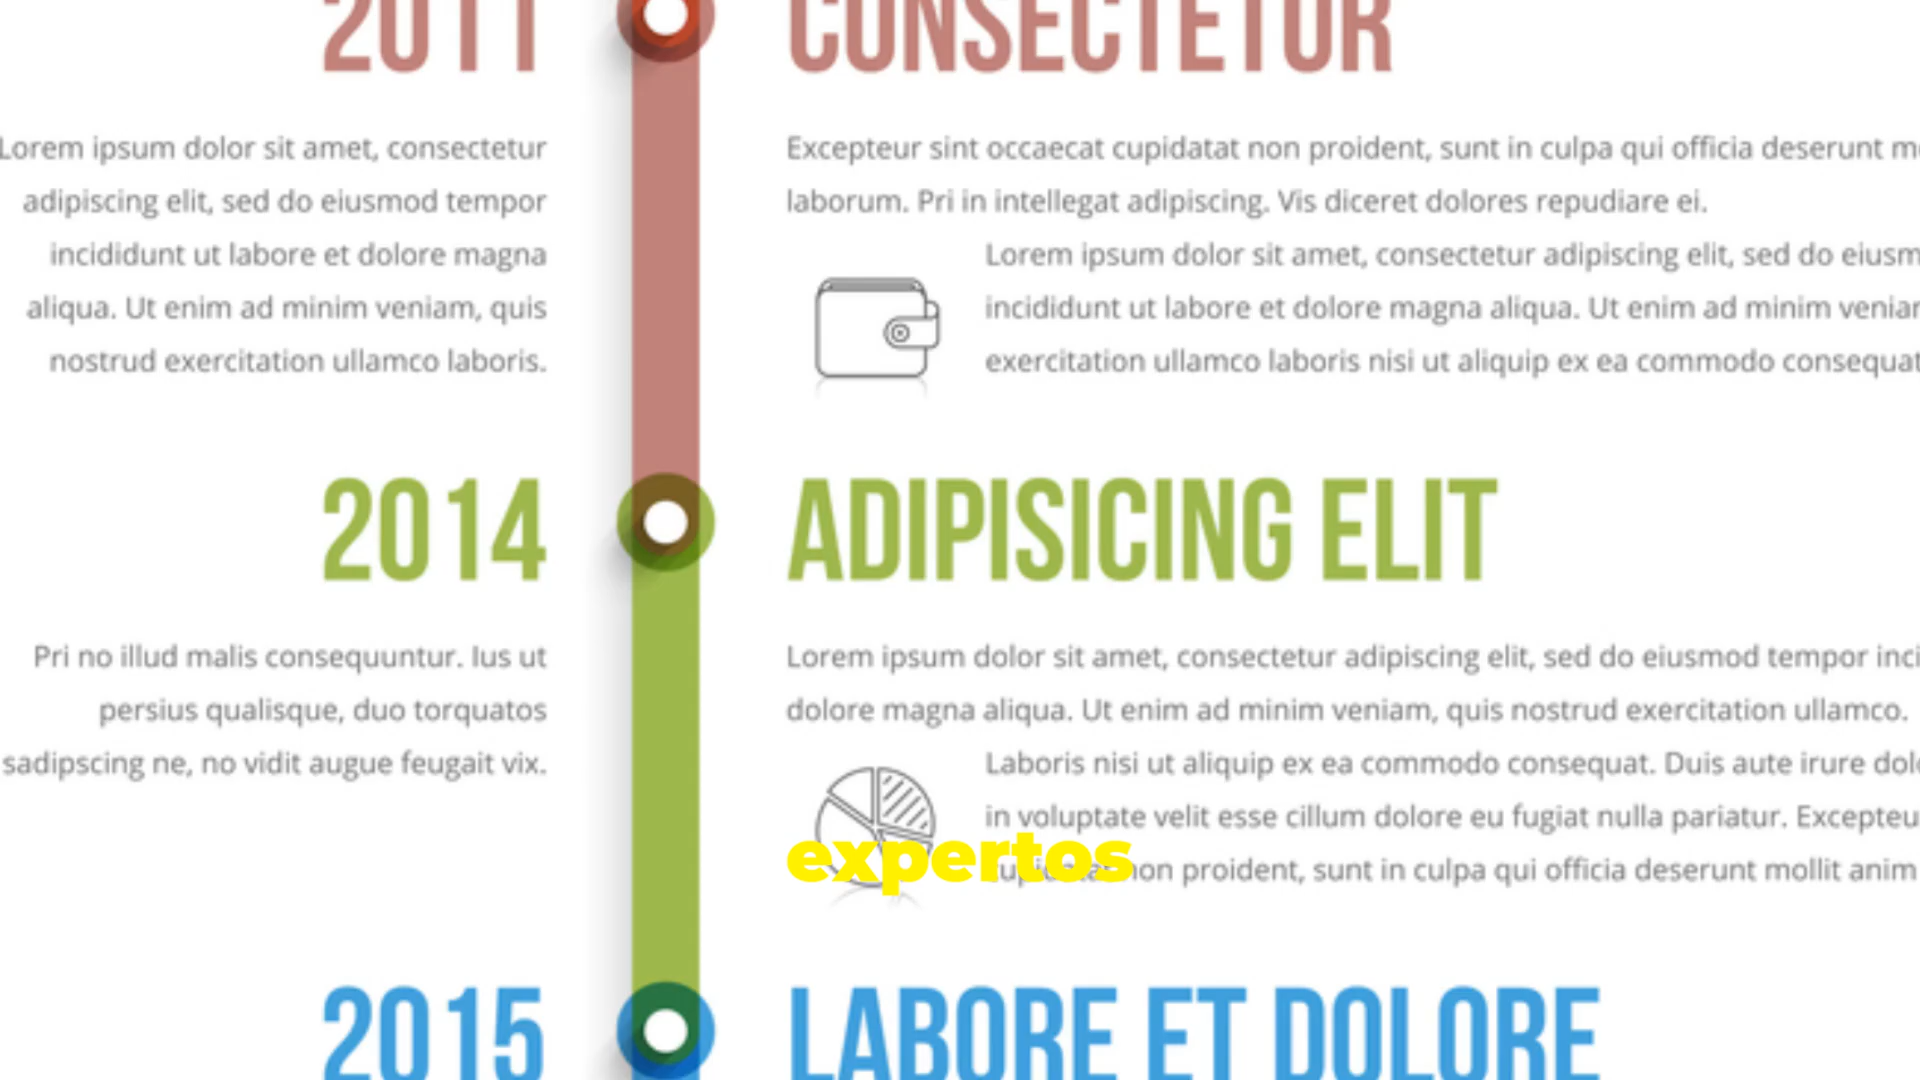 2011
CONSECTETUR
Lorem ipsum dolor sit amet, consectetur
adipiscing elit, sed do eiusmod tempor
incididunt ut labore et dolore magna
aliqua. Ut enim ad minim veniam, quis
nostrud exercitation ullamco laboris.
Excepteur sint occaecat cupidatat non proident, sunt in culpa qui officia deserunt
laborum. Pri in intellegat adipiscing. Vis diceret dolores repudiare ei.
Lorem ipsum dolor sit amet, consectetur adipiscing elit, sed do
incididunt ut labore et dolore magna aliqua. Ut enim ad minim
exercitation ullamco laboris nisi ut aliquip ex ea commodo consequat
2014
ADIPISICING ELIT
Pri no illud malis consequuntur. Ius ut
persius qualisque, duo torquatos
sadipscing ne, no vidit augue feugait vix.
Lorem ipsum dolor sit amet, consectetur adipiscing elit, sed do eiusmod tempor
dolore magna aliqua. Ut enim ad minim veniam, quis nostrud exercitation ullamco.
Laboris nisi ut aliquip ex ea commodo consequat. Duis aute irure
in voluptate velit esse cillum dolore eu fugiat nulla pariatur.
non proident, sunt in culpa qui officia deserunt mollit anim
expertos
2015
LABORE ET DOLORE